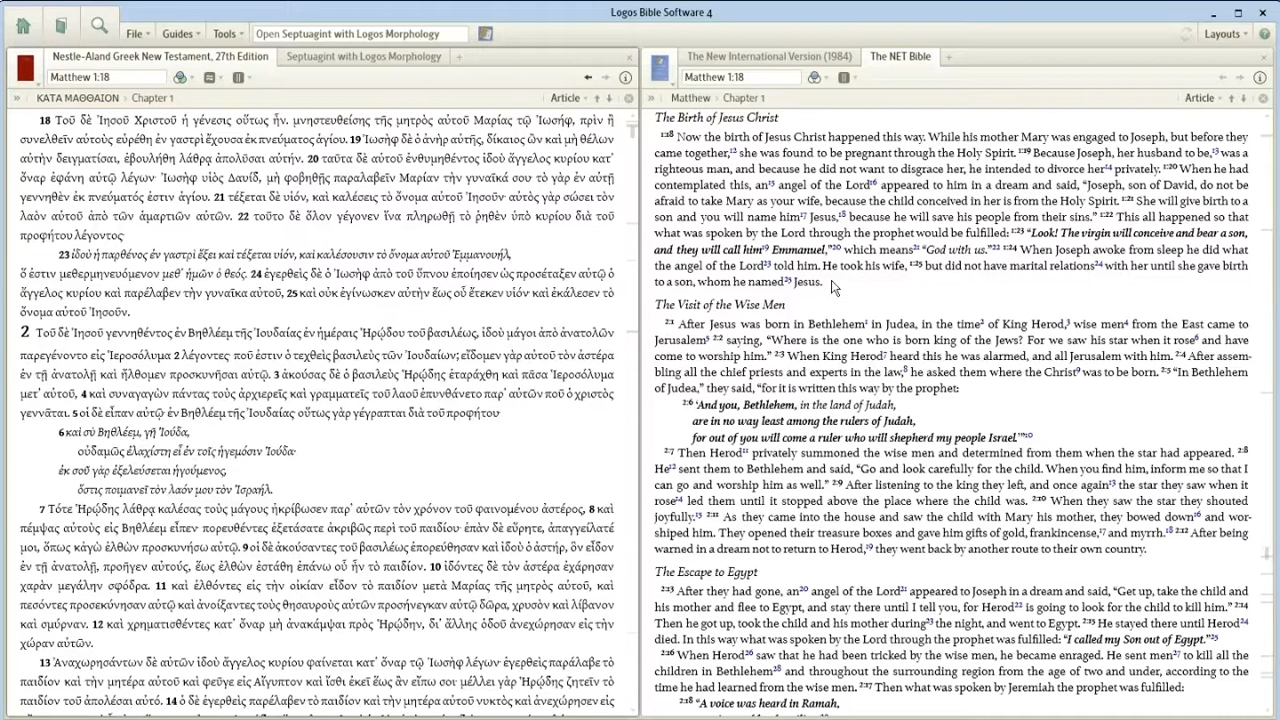 Logos Bible Software 4
File Guides Tools Open Septuagint with Logos Morphology Layouts
Nestle-Aland Greek New Testament, 27th Edition Septuagint with Logos Morphology
Matthew 1:18
ΚΑΤΑ ΜΑΘΘΑΙΟΝ Chapter 1 Article
18 Τοῦ δὲ Ἰησοῦ Χριστοῦ ἡ γένεσις οὕτως ἦν. μνηστευθείσης τῆς μητρὸς αὐτοῦ Μαρίας τῷ Ἰωσήφ, πρὶν ἢ
συνελθεῖν αὐτοὺς εὑρέθη ἐν γαστρὶ ἔχουσα ἐκ πνεύματος ἁγίου. 19 Ἰωσὴφ δὲ ὁ ἀνὴρ αὐτῆς, δίκαιος ὢν καὶ μὴ θέλων
αὐτὴν δειγματίσαι, ἐβουλήθη λάθρᾳ ἀπολῦσαι αὐτήν. 20 ταῦτα δὲ αὐτοῦ ἐνθυμηθέντος ἰδοὺ ἄγγελος κυρίου κατ’
ὄναρ ἐφάνη αὐτῷ λέγων· Ἰωσὴφ υἱὸς Δαυίδ, μὴ φοβηθῇς παραλαβεῖν Μαρίαν τὴν γυναῖκά σου· τὸ γὰρ ἐν αὐτῇ
γεννηθὲν ἐκ πνεύματός ἐστιν ἁγίου. 21 τέξεται δὲ υἱόν, καὶ καλέσεις τὸ ὄνομα αὐτοῦ Ἰησοῦν· αὐτὸς γὰρ σώσει τὸν
λαὸν αὐτοῦ ἀπὸ τῶν ἁμαρτιῶν αὐτῶν. 22 τοῦτο δὲ ὅλον γέγονεν ἵνα πληρωθῇ τὸ ῥηθὲν ὑπὸ κυρίου διὰ τοῦ
προφήτου λέγοντος·
23 ἰδοὺ ἡ παρθένος ἐν γαστρὶ ἕξει καὶ τέξεται υἱόν, καὶ καλέσουσιν τὸ ὄνομα αὐτοῦ Ἐμμανουήλ,
ὅ ἐστιν μεθερμηνευόμενον μεθ’ ἡμῶν ὁ θεός. 24 ἐγερθεὶς δὲ ὁ Ἰωσὴφ ἀπὸ τοῦ ὕπνου ἐποίησεν ὡς προσέταξεν αὐτῷ ὁ
ἄγγελος κυρίου καὶ παρέλαβεν τὴν γυναῖκα αὐτοῦ, 25 καὶ οὐκ ἐγίνωσκεν αὐτὴν ἕως οὗ ἔτεκεν υἱόν· καὶ ἐκάλεσεν τὸ
ὄνομα αὐτοῦ Ἰησοῦν.
2 Τοῦ δὲ Ἰησοῦ γεννηθέντος ἐν Βηθλέεμ τῆς Ἰουδαίας ἐν ἡμέραις Ἡρῴδου τοῦ βασιλέως, ἰδοὺ μάγοι ἀπὸ ἀνατολῶν
παρεγένοντο εἰς Ἱεροσόλυμα 2 λέγοντες· ποῦ ἐστιν ὁ τεχθεὶς βασιλεὺς τῶν Ἰουδαίων; εἴδομεν γὰρ αὐτοῦ τὸν ἀστέρα
ἐν τῇ ἀνατολῇ καὶ ἤλθομεν προσκυνῆσαι αὐτῷ. 3 ἀκούσας δὲ ὁ βασιλεὺς Ἡρῴδης ἐταράχθη καὶ πᾶσα Ἱεροσόλυμα
μετ’ αὐτοῦ, 4 καὶ συναγαγὼν πάντας τοὺς ἀρχιερεῖς καὶ γραμματεῖς τοῦ λαοῦ ἐπυνθάνετο παρ’ αὐτῶν ποῦ ὁ χριστὸς
γεννᾶται. 5 οἱ δὲ εἶπαν αὐτῷ· ἐν Βηθλέεμ τῆς Ἰουδαίας· οὕτως γὰρ γέγραπται διὰ τοῦ προφήτου·
6 καὶ σὺ Βηθλέεμ, γῆ Ἰούδα,
οὐδαμῶς ἐλαχίστη εἶ ἐν τοῖς ἡγεμόσιν Ἰούδα·
ἐκ σοῦ γὰρ ἐξελεύσεται ἡγούμενος,
ὅστις ποιμανεῖ τὸν λαόν μου τὸν Ἰσραήλ.
7 Τότε Ἡρῴδης λάθρᾳ καλέσας τοὺς μάγους ἠκρίβωσεν παρ’ αὐτῶν τὸν χρόνον τοῦ φαινομένου ἀστέρος, 8 καὶ
πέμψας αὐτοὺς εἰς Βηθλέεμ εἶπεν· πορευθέντες ἐξετάσατε ἀκριβῶς περὶ τοῦ παιδίου· ἐπὰν δὲ εὕρητε, ἀπαγγείλατέ
μοι, ὅπως κἀγὼ ἐλθὼν προσκυνήσω αὐτῷ. 9 οἱ δὲ ἀκούσαντες τοῦ βασιλέως ἐπορεύθησαν καὶ ἰδοὺ ὁ ἀστήρ, ὃν εἶδον
ἐν τῇ ἀνατολῇ, προῆγεν αὐτούς, ἕως ἐλθὼν ἐστάθη ἐπάνω οὗ ἦν τὸ παιδίον. 10 ἰδόντες δὲ τὸν ἀστέρα ἐχάρησαν
χαρὰν μεγάλην σφόδρα. 11 καὶ ἐλθόντες εἰς τὴν οἰκίαν εἶδον τὸ παιδίον μετὰ Μαρίας τῆς μητρὸς αὐτοῦ, καὶ
πεσόντες προσεκύνησαν αὐτῷ καὶ ἀνοίξαντες τοὺς θησαυροὺς αὐτῶν προσήνεγκαν αὐτῷ δῶρα, χρυσὸν καὶ λίβανον
καὶ σμύρναν. 12 καὶ χρηματισθέντες κατ’ ὄναρ μὴ ἀνακάμψαι πρὸς Ἡρῴδην, δι’ ἄλλης ὁδοῦ ἀνεχώρησαν εἰς τὴν
χώραν αὐτῶν.
13 Ἀναχωρησάντων δὲ αὐτῶν ἰδοὺ ἄγγελος κυρίου φαίνεται κατ’ ὄναρ τῷ Ἰωσὴφ λέγων· ἐγερθεὶς παράλαβε τὸ
παιδίον καὶ τὴν μητέρα αὐτοῦ καὶ φεῦγε εἰς Αἴγυπτον καὶ ἴσθι ἐκεῖ ἕως ἂν εἴπω σοι· μέλλει γὰρ Ἡρῴδης ζητεῖν τὸ
παιδίον τοῦ ἀπολέσαι αὐτό. 14 ὁ δὲ ἐγερθεὶς παρέλαβεν τὸ παιδίον καὶ τὴν μητέρα αὐτοῦ νυκτὸς καὶ ἀνεχώρησεν εἰς
The New International Version (1984) The NET Bible
Matthew 1:18
Matthew Chapter 1 Article
The Birth of Jesus Christ
1:18 Now the birth of Jesus Christ happened this way. While his mother Mary was engaged to Joseph, but before they
came together,12 she was found to be pregnant through the Holy Spirit. 1:19 Because Joseph, her husband to be,13 was a
righteous man, and because he did not want to disgrace her, he intended to divorce her14 privately. 1:20 When he had
contemplated this, an15 angel of the Lord16 appeared to him in a dream and said, “Joseph, son of David, do not be
afraid to take Mary as your wife, because the child conceived in her is from the Holy Spirit. 1:21 She will give birth to a
son and you will name him17 Jesus,18 because he will save his people from their sins.” 1:22 This all happened so that
what was spoken by the Lord through the prophet would be fulfilled: 1:23 “Look! The virgin will conceive and bear a son,
and they will call him19 Emmanuel,”20 which means21 “God with us.”22 1:24 When Joseph awoke from sleep he did what
the angel of the Lord23 told him. He took his wife, 1:25 but did not have marital relations24 with her until she gave birth
to a son, whom he named25 Jesus.
The Visit of the Wise Men
2:1 After Jesus was born in Bethlehem1 in Judea, in the time2 of King Herod,3 wise men4 from the East came to
Jerusalem5 2:2 saying, “Where is the one who is born king of the Jews? For we saw his star when it rose6 and have
come to worship him.” 2:3 When King Herod7 heard this he was alarmed, and all Jerusalem with him. 2:4 After assem-
bling all the chief priests and experts in the law,8 he asked them where the Christ9 was to be born. 2:5 “In Bethlehem
of Judea,” they said, “for it is written this way by the prophet:
2:6 ‘And you, Bethlehem, in the land of Judah,
are in no way least among the rulers of Judah,
for out of you will come a ruler who will shepherd my people Israel.’”10
2:7 Then Herod11 privately summoned the wise men and determined from them when the star had appeared. 2:8
He12 sent them to Bethlehem and said, “Go and look carefully for the child. When you find him, inform me so that I
can go and worship him as well.” 2:9 After listening to the king they left, and once again13 the star they saw when it
rose14 led them until it stopped above the place where the child was. 2:10 When they saw the star they shouted
joyfully.15 2:11 As they came into the house and saw the child with Mary his mother, they bowed down16 and wor-
shiped him. They opened their treasure boxes and gave him gifts of gold, frankincense,17 and myrrh.18 2:12 After being
warned in a dream not to return to Herod,19 they went back by another route to their own country.
The Escape to Egypt
2:13 After they had gone, an20 angel of the Lord21 appeared to Joseph in a dream and said, “Get up, take the child and
his mother and flee to Egypt, and stay there until I tell you, for Herod22 is going to look for the child to kill him.” 2:14
Then he got up, took the child and his mother during23 the night, and went to Egypt. 2:15 He stayed there until Herod24
died. In this way what was spoken by the Lord through the prophet was fulfilled: “I called my Son out of Egypt.”25
2:16 When Herod26 saw that he had been tricked by the wise men, he became enraged. He sent men27 to kill all the
children in Bethlehem28 and throughout the surrounding region from the age of two and under, according to the
time he had learned from the wise men. 2:17 Then what was spoken by Jeremiah the prophet was fulfilled:
2:18 “A voice was heard in Ramah,